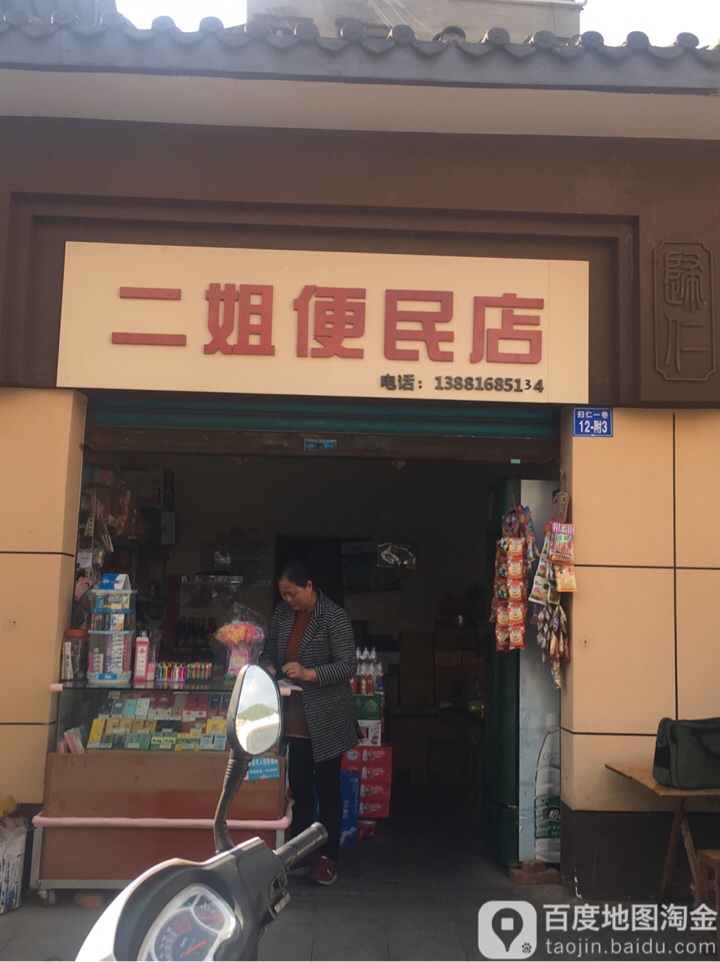 二姐便民店
电话：13881685134
归仁
归仁一巷
12-附3
百度地图淘金
taojin.baidu.com